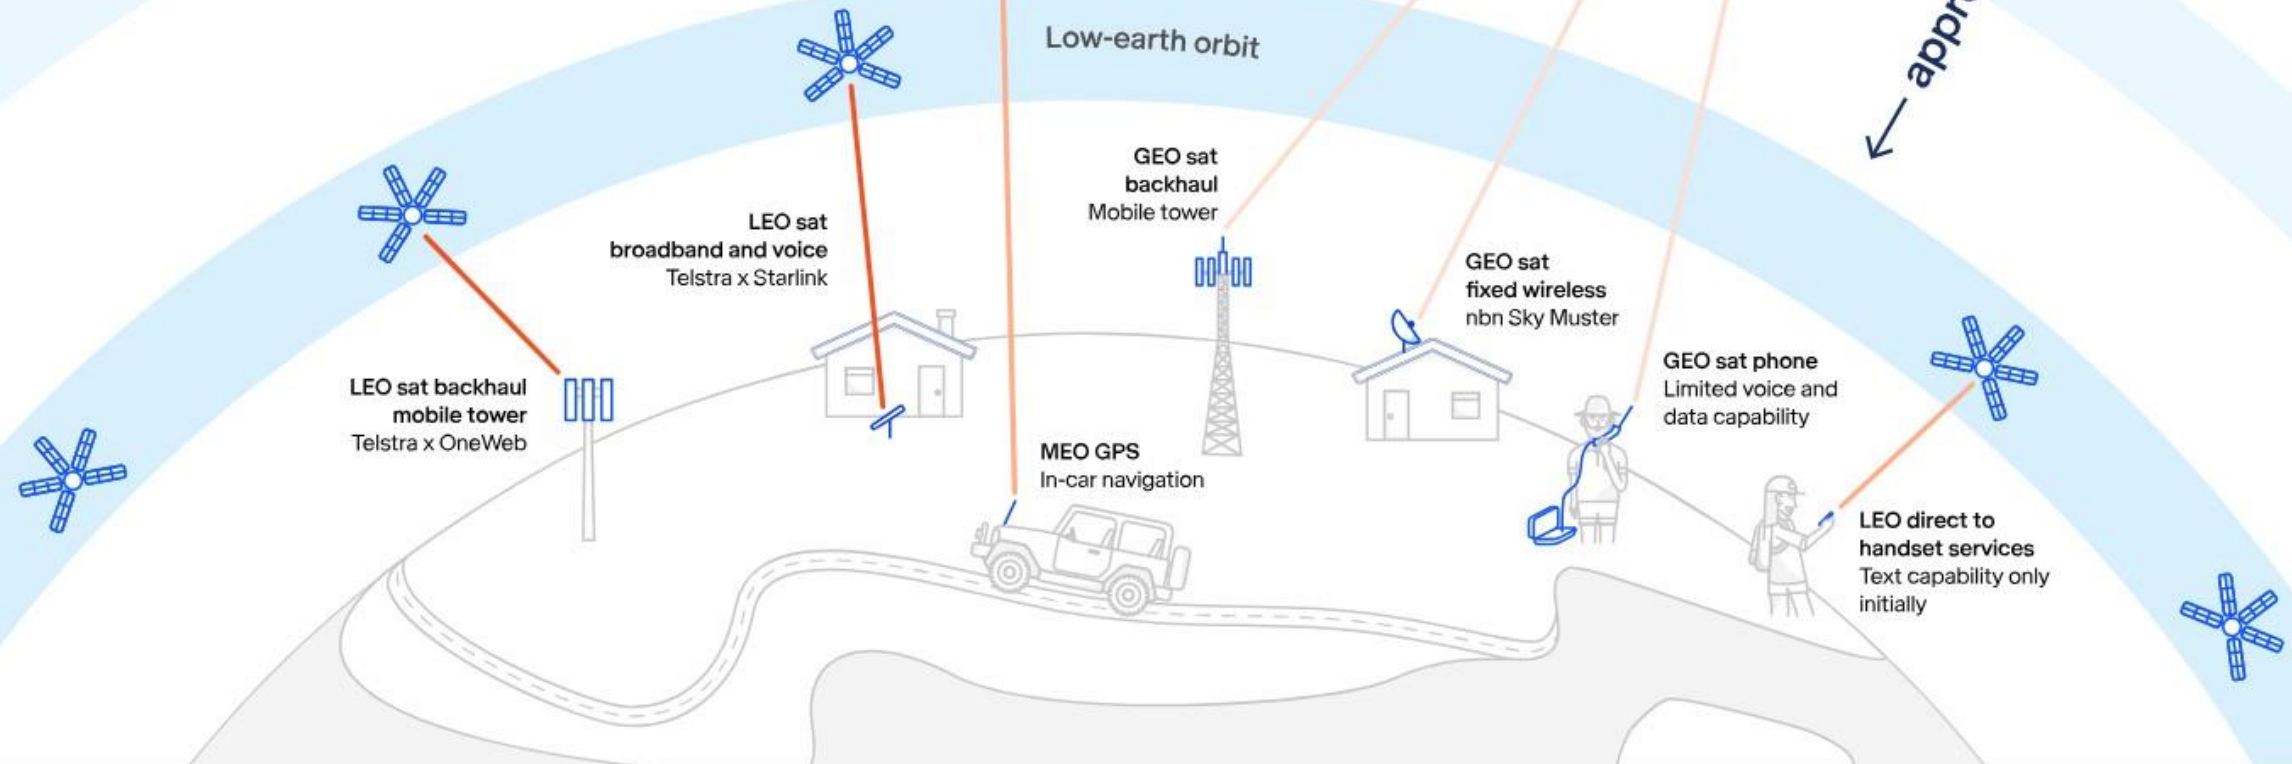 Low-earth orbit
GEO sat
backhaul
Mobile tower
LEO sat
broadband and voice
Telstra x Starlink
GEO sat
fixed wireless
nbn Sky Muster
GEO sat phone
Limited voice and
data capability
LEO sat backhaul
mobile tower
Telstra x OneWeb
MEO GPS
In-car navigation
LEO direct to
handset services
Text capability only
initially